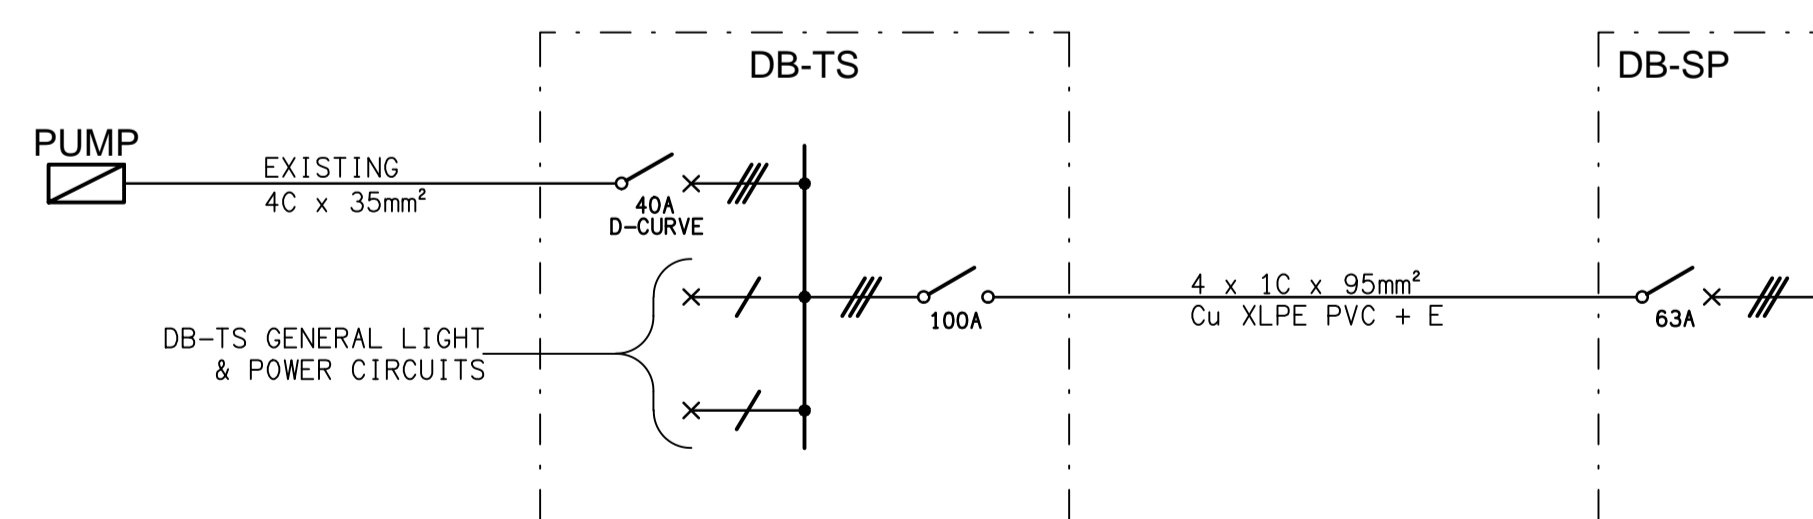 DB-TS
DB-SP
PUMP
EXISTING
4C x 35mm²
40A
D-CURVE
4 x 1C x 95mm²
Cu XLPE PVC + E
100A
63A
DB-TS GENERAL LIGHT
& POWER CIRCUITS